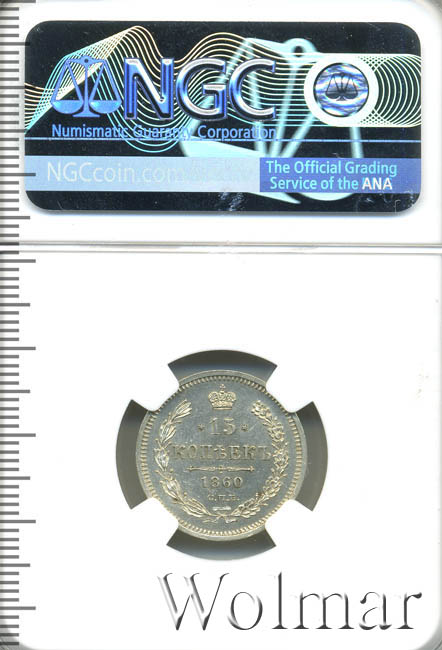 NGC
Numismatic Guaranty Corporation
NGCcoin.com
The Official Grading
Service of the ANA
15
КОПѢЕКЪ
1860
С.П.Б.
Wolmar